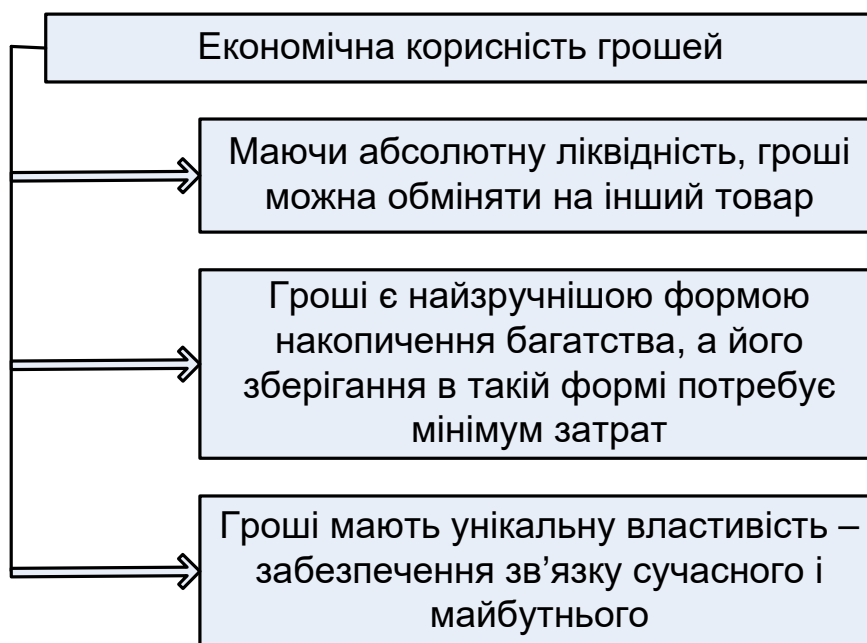 Економічна корисність грошей
Маючи абсолютну ліквідність, гроші
можна обміняти на інший товар
Гроші є найзручнішою формою
накопичення багатства, а його
зберігання в такій формі потребує
мінімум затрат
Гроші мають унікальну властивість –
забезпечення зв’язку сучасного і
майбутнього